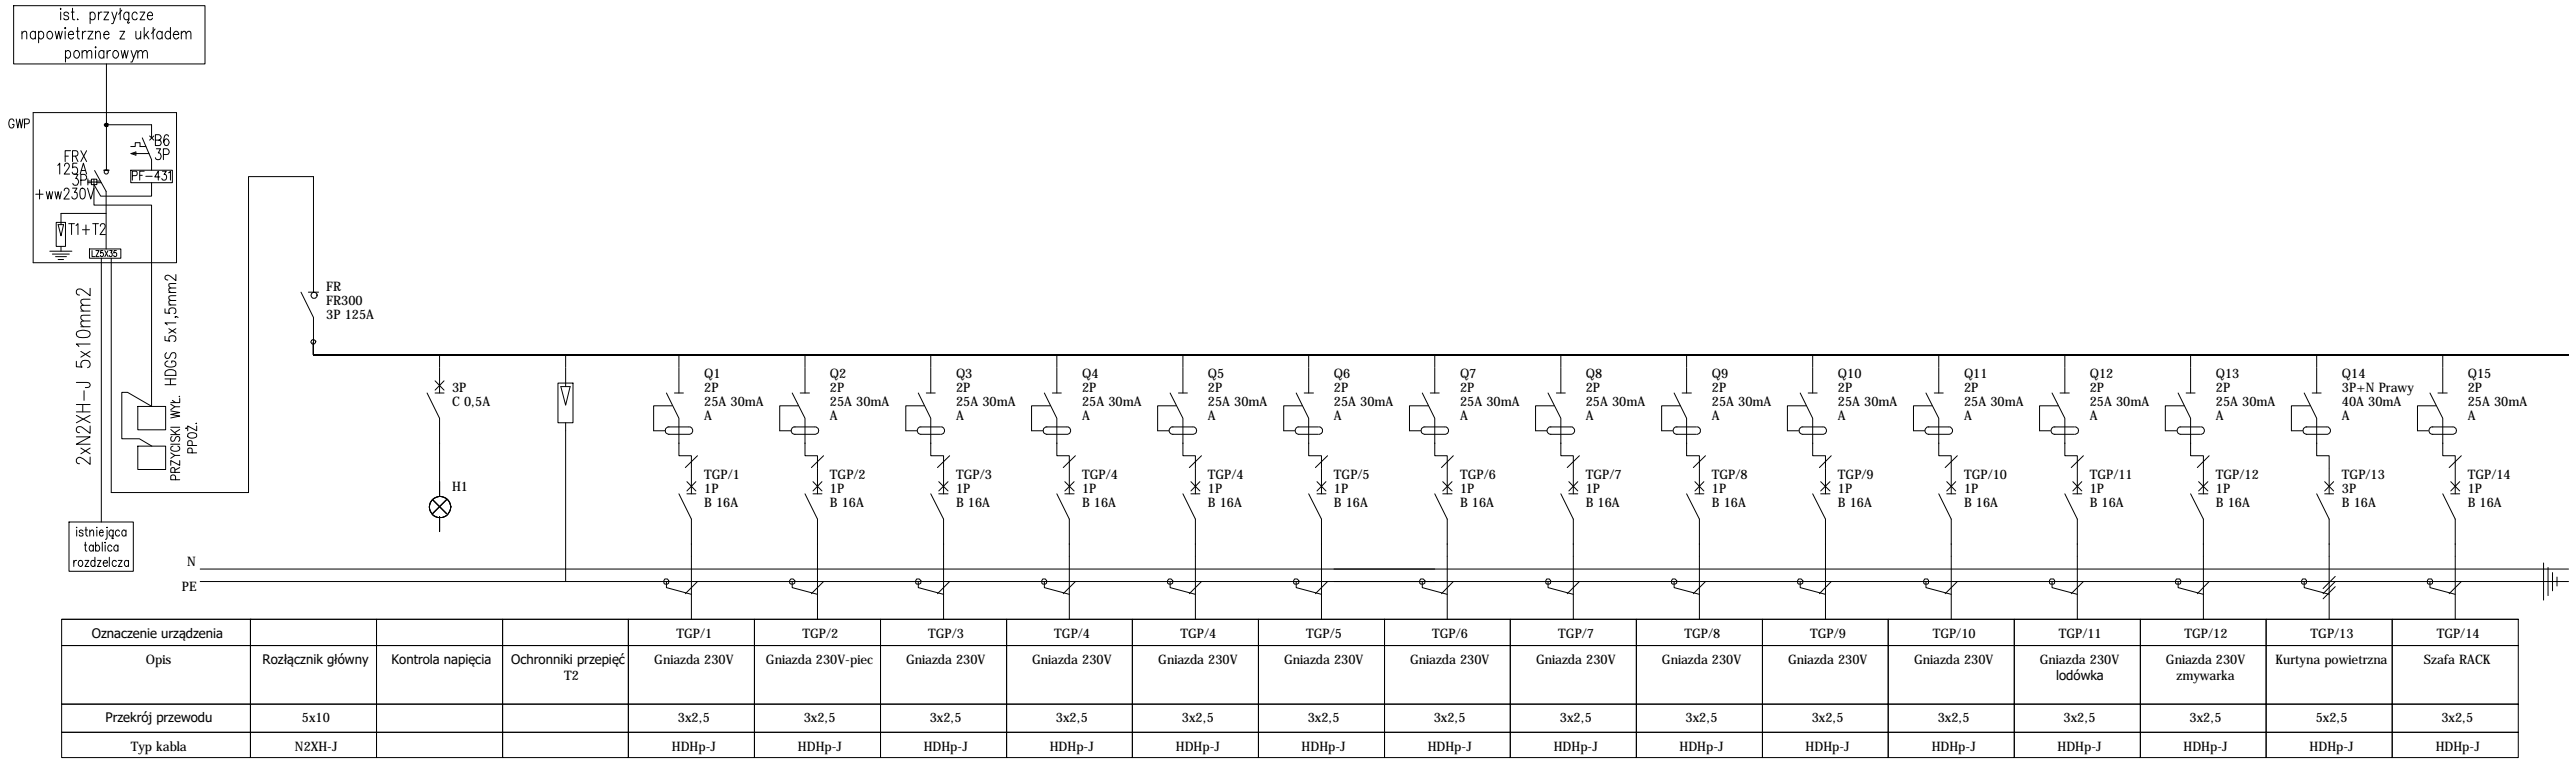 ist. przyłącze
napowietrzne z układem
pomiarowym
GWP
B6
3P
FRX
125A
3P
+ww230V
PF-431
T1+T2
LZ5X35
2xN2XH-J 5x10mm2
HDGS 5x1,5mm2
PRZYCISKI WYŁ.
PPOŻ.
istniejąca
tablica
rozdzelcza
FR
FR300
3P 125A
3P
C 0,5A
H1
Q1
2P
25A 30mA
A
TGP/1
1P
B 16A
Q2
2P
25A 30mA
A
TGP/2
1P
B 16A
Q3
2P
25A 30mA
A
TGP/3
1P
B 16A
Q4
2P
25A 30mA
A
TGP/4
1P
B 16A
Q5
2P
25A 30mA
A
TGP/4
1P
B 16A
Q6
2P
25A 30mA
A
TGP/5
1P
B 16A
Q7
2P
25A 30mA
A
TGP/6
1P
B 16A
Q8
2P
25A 30mA
A
TGP/7
1P
B 16A
Q9
2P
25A 30mA
A
TGP/8
1P
B 16A
Q10
2P
25A 30mA
A
TGP/9
1P
B 16A
Q11
2P
25A 30mA
A
TGP/10
1P
B 16A
Q12
2P
25A 30mA
A
TGP/11
1P
B 16A
Q13
2P
25A 30mA
A
TGP/12
1P
B 16A
Q14
3P+N Prawy
40A 30mA
A
TGP/13
3P
B 16A
Q15
2P
25A 30mA
A
TGP/14
1P
B 16A
N
PE
Oznaczenie urządzenia TGP/1 TGP/2 TGP/3 TGP/4 TGP/4 TGP/5 TGP/6 TGP/7 TGP/8 TGP/9 TGP/10 TGP/11 TGP/12 TGP/13 TGP/14
Opis Rozłącznik główny Kontrola napięcia Ochronniki przepięć Gniazda 230V Gniazda 230V-piec Gniazda 230V Gniazda 230V Gniazda 230V Gniazda 230V Gniazda 230V Gniazda 230V Gniazda 230V Gniazda 230V Gniazda 230V Gniazda 230V Gniazda 230V Kurtyna powietrzna Szafa RACK
T2 lodówka zmywarka
Przekrój przewodu 5x10 3x2,5 3x2,5 3x2,5 3x2,5 3x2,5 3x2,5 3x2,5 3x2,5 3x2,5 3x2,5 3x2,5 3x2,5 3x2,5 5x2,5 3x2,5
Typ kabla N2XH-J HDHp-J HDHp-J HDHp-J HDHp-J HDHp-J HDHp-J HDHp-J HDHp-J HDHp-J HDHp-J HDHp-J HDHp-J HDHp-J HDHp-J HDHp-J